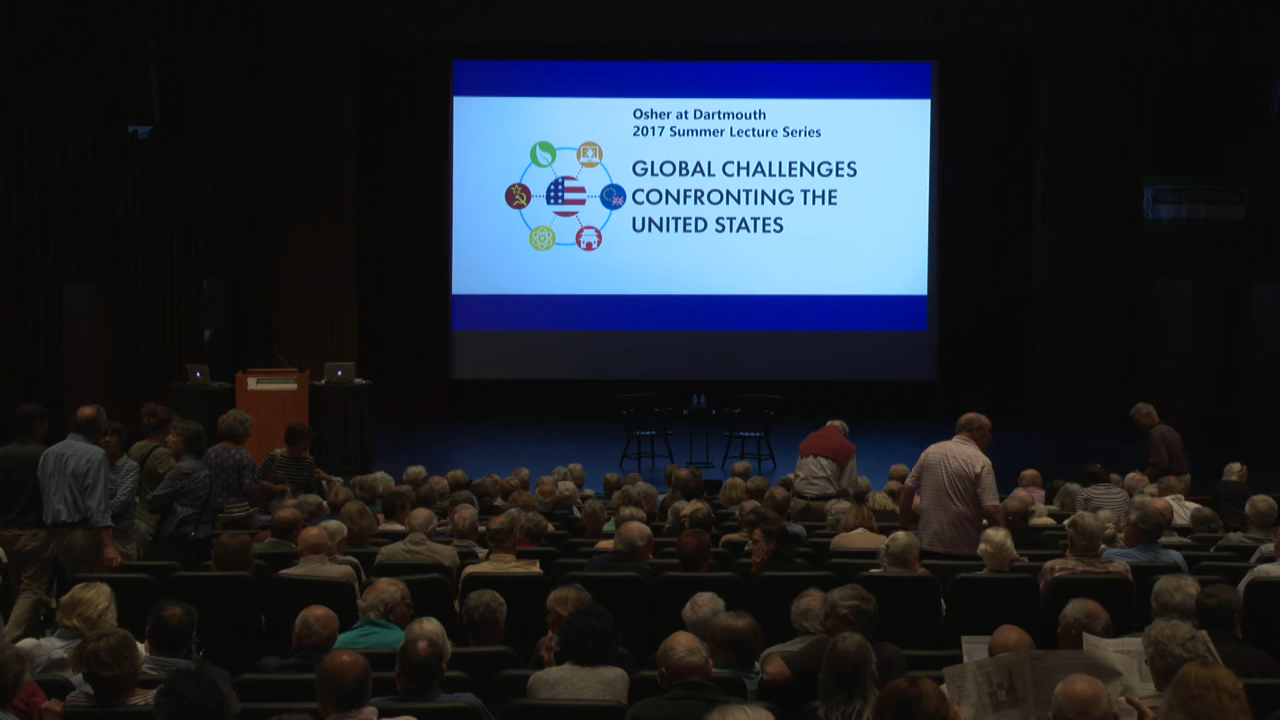 Osher at Dartmouth
2017 Summer Lecture Series
GLOBAL CHALLENGES
CONFRONTING THE
UNITED STATES